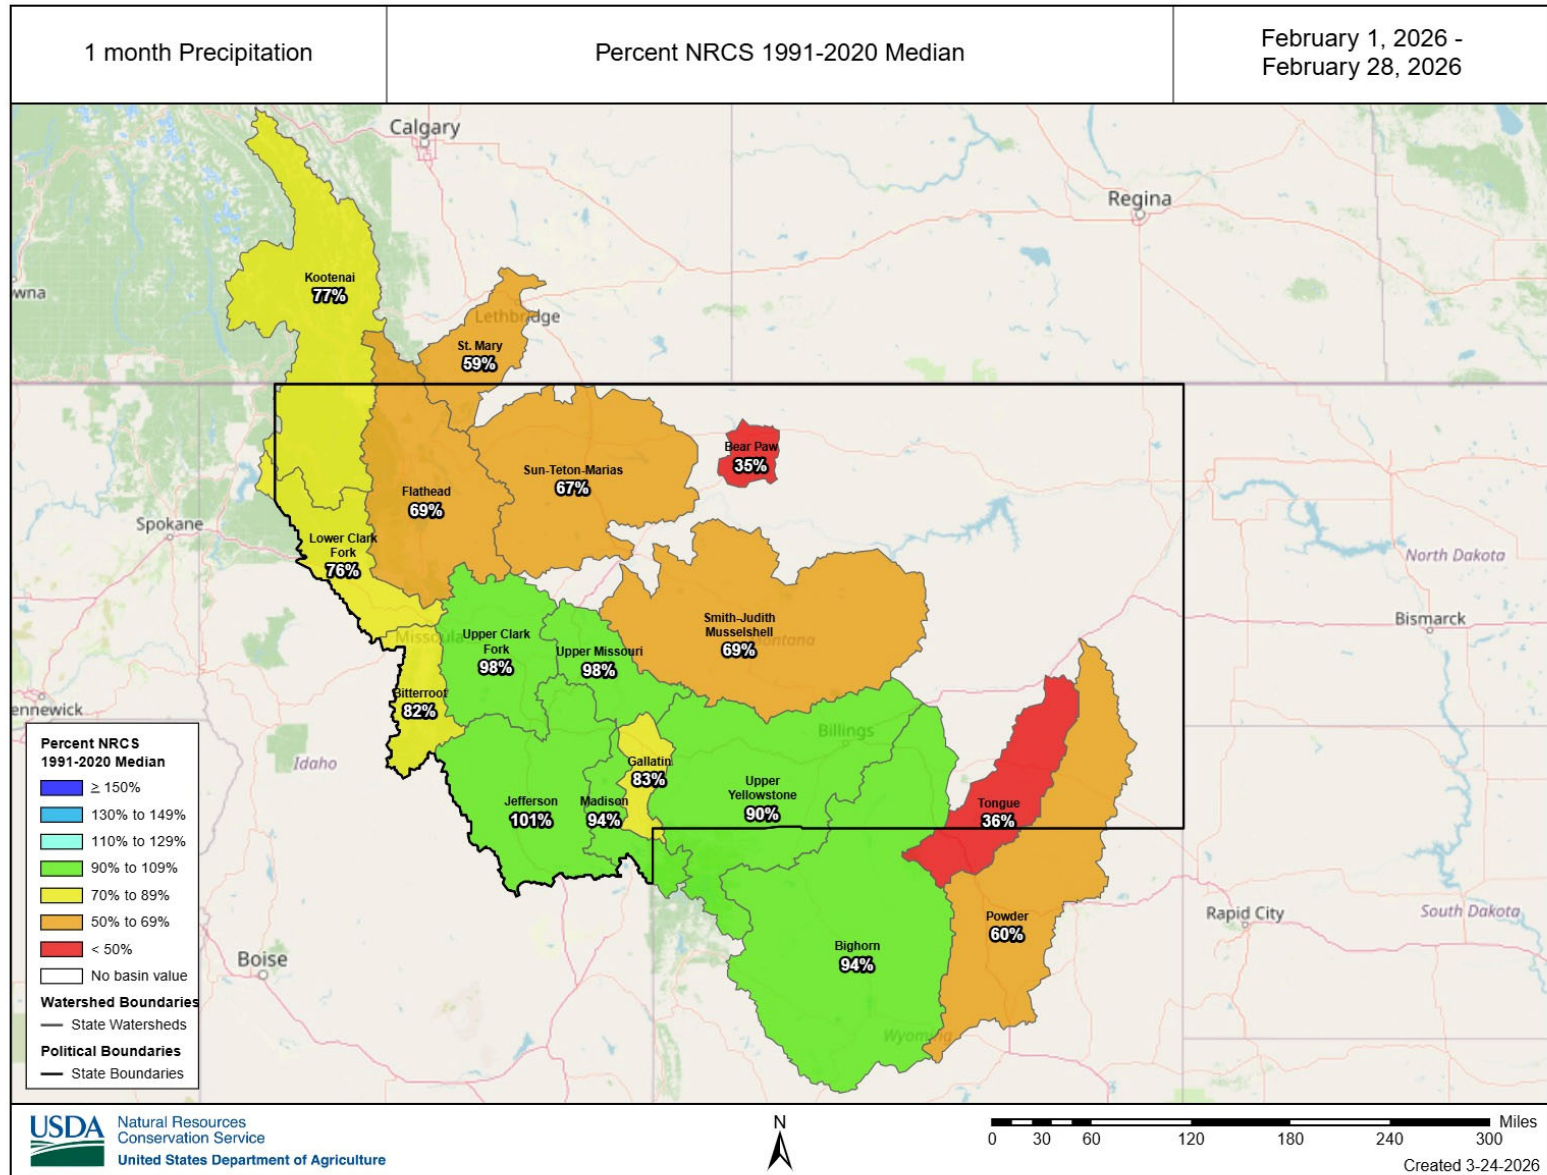 1 month Precipitation
Percent NRCS 1991-2020 Median
February 1, 2026 -
February 28, 2026
Calgary
Regina
Kootenai
77%
wna
Lethbridge
St. Mary
59%
Bear Paw
35%
Sun-Teton-Marias
67%
Flathead
69%
Spokane
Lower Clark
Fork
76%
North Dakota
Smith-Judith
Musselshell
69%
Montana
Bismarck
Missoula
Upper Clark
Fork
98%
Upper Missouri
98%
Bitterroot
82%
ennewick
Billings
Idaho
Gallatin
83%
Upper
Yellowstone
90%
Jefferson
101%
Madison
94%
Tongue
36%
Rapid City
South Dakota
Powder
60%
Bighorn
94%
Boise
Wyoming
Percent NRCS
1991-2020 Median
≥ 150%
130% to 149%
110% to 129%
90% to 109%
70% to 89%
50% to 69%
< 50%
No basin value
Watershed Boundaries
State Watersheds
Political Boundaries
State Boundaries
USDA
Natural Resources
Conservation Service
United States Department of Agriculture
N
Miles
0 30 60 120 180 240 300
Created 3-24-2026